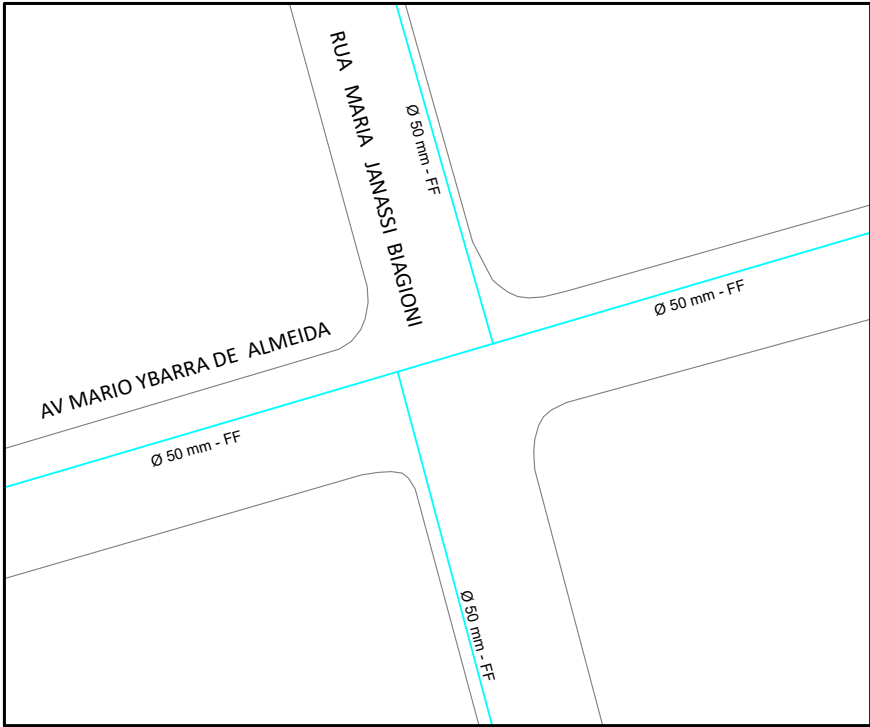 RUA MARIA JANASSI BIAGIONI
Ø 50 mm - FF
Ø 50 mm - FF
AV MARIO YBARRA DE ALMEIDA
Ø 50 mm - FF
Ø 50 mm - FF